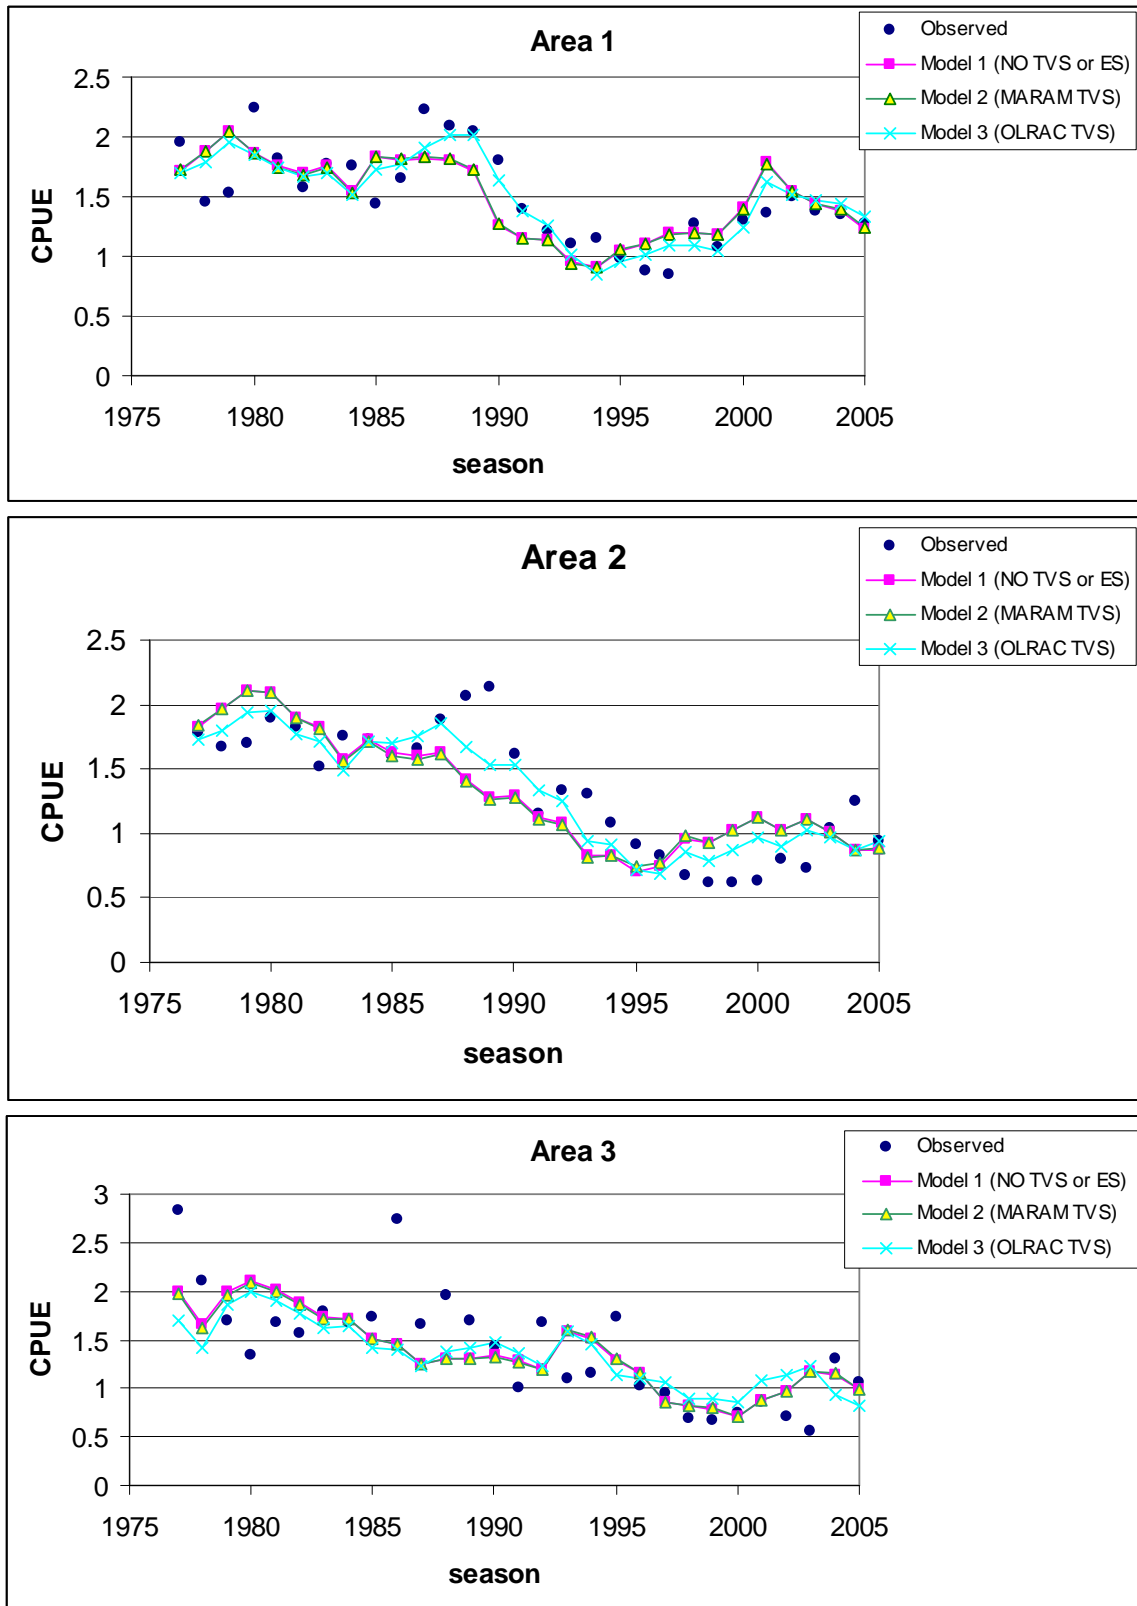 Area 1
Observed
Model 1 (NO TVS or ES)
Model 2 (MARAM TVS)
Model 3 (OLRAC TVS)
CPUE
2.5
2
1.5
1
0.5
0
1975 1980 1985 1990 1995 2000 2005
season
Area 2
Observed
Model 1 (NO TVS or ES)
Model 2 (MARAM TVS)
Model 3 (OLRAC TVS)
CPUE
2.5
2
1.5
1
0.5
0
1975 1980 1985 1990 1995 2000 2005
season
Area 3
Observed
Model 1 (NO TVS or ES)
Model 2 (MARAM TVS)
Model 3 (OLRAC TVS)
CPUE
3
2.5
2
1.5
1
0.5
0
1975 1980 1985 1990 1995 2000 2005
season